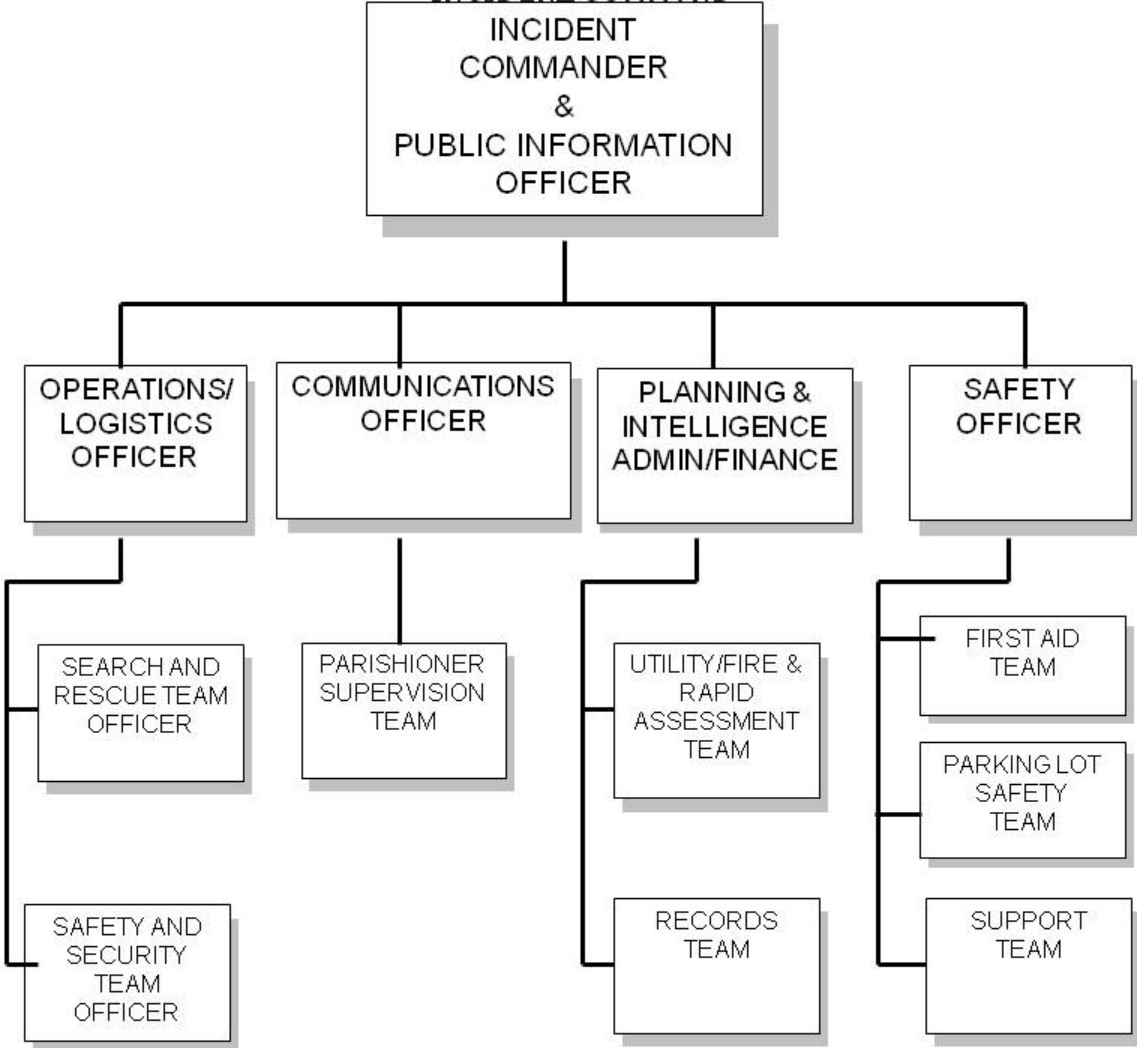 INCIDENT
COMMANDER
&
PUBLIC INFORMATION
OFFICER
OPERATIONS/
LOGISTICS
OFFICER
COMMUNICATIONS
OFFICER
PLANNING &
INTELLIGENCE
ADMIN/FINANCE
SAFETY
OFFICER
SEARCH AND
RESCUE TEAM
OFFICER
PARISHIONER
SUPERVISION
TEAM
UTILITY/FIRE &
RAPID
ASSESSMENT
TEAM
FIRST AID
TEAM
PARKING LOT
SAFETY
TEAM
SAFETY AND
SECURITY
TEAM
OFFICER
RECORDS
TEAM
SUPPORT
TEAM